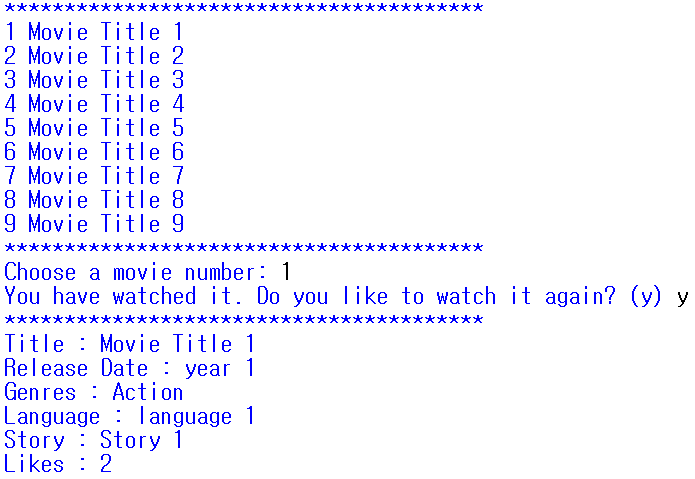 ****************************************
1 Movie Title 1
2 Movie Title 2
3 Movie Title 3
4 Movie Title 4
5 Movie Title 5
6 Movie Title 6
7 Movie Title 7
8 Movie Title 8
9 Movie Title 9
****************************************
Choose a movie number: 1
You have watched it. Do you like to watch it again? (y) y
****************************************
Title : Movie Title 1
Release Date : year 1
Genres : Action
Language : language 1
Story : Story 1
Likes : 2